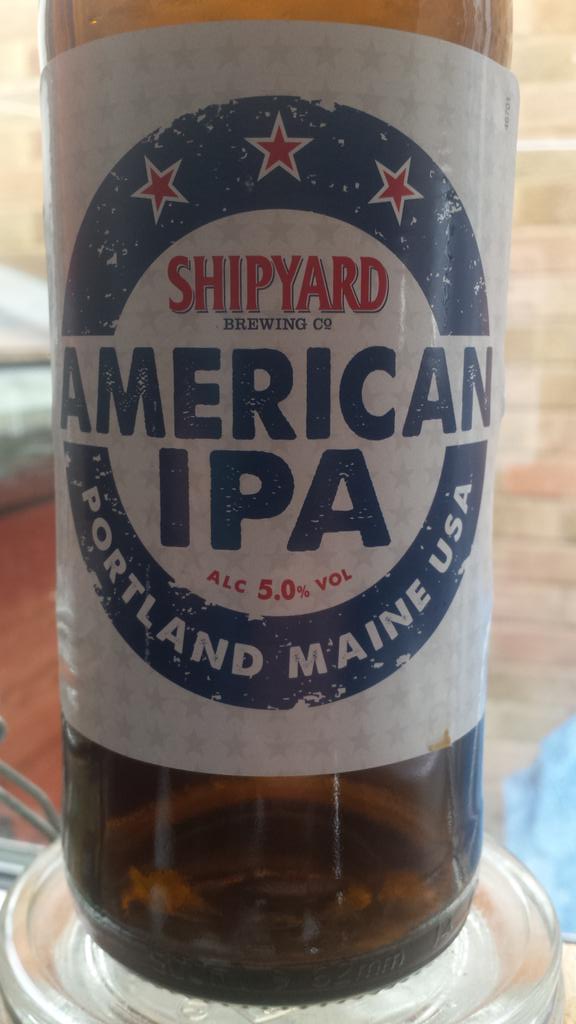 SHIPYARD
BREWING CO
AMERICAN
IPA
ALC 5.0% VOL
PORTLAND MAINE USA